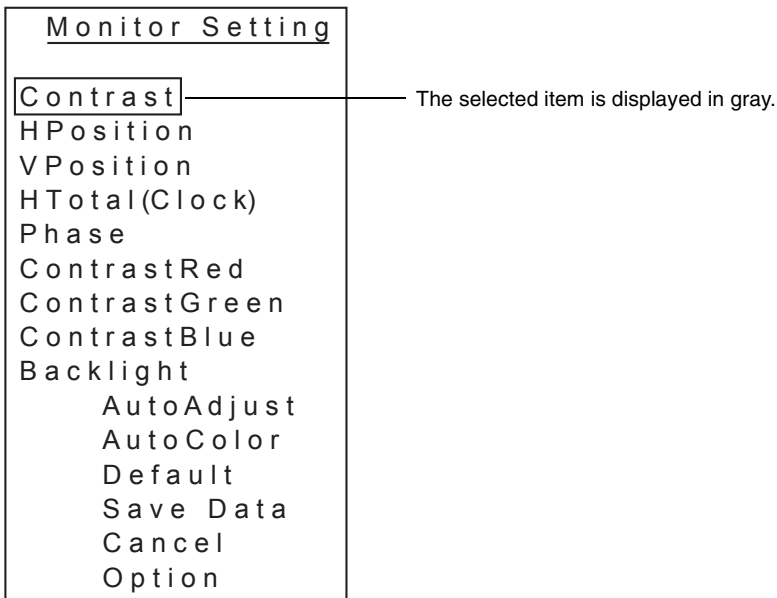 Monitor Setting
Contrast
The selected item is displayed in gray.
HPosition
VPosition
HTotal(Clock)
Phase
ContrastRed
ContrastGreen
ContrastBlue
Backlight
AutoAdjust
AutoColor
Default
Save Data
Cancel
Option